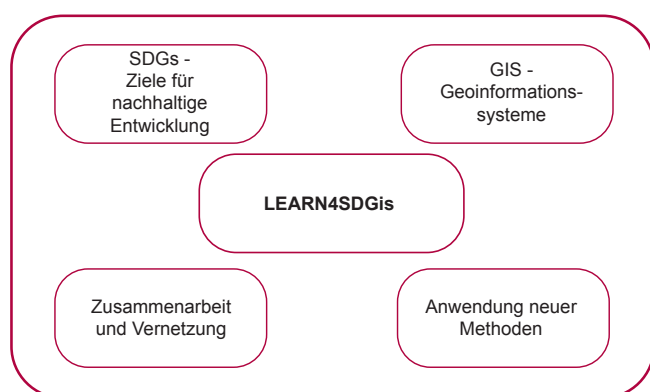 SDGs -
Ziele für
nachhaltige
Entwicklung
GIS -
Geoinformations-
systeme
LEARN4SDGis
Zusammenarbeit
und Vernetzung
Anwendung neuer
Methoden